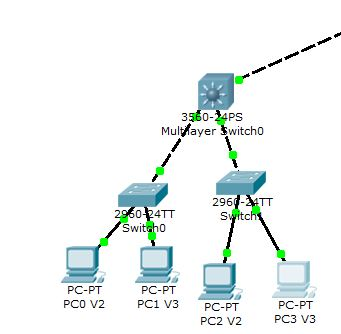 3560-24PS
Multilayer Switch0
2960-24TT
Switch0
2960-24TT
Switch
PC-PT
PC0 V2
PC-PT
PC1 V3
PC-PT
PC2 V2
PC-PT
PC3 V3